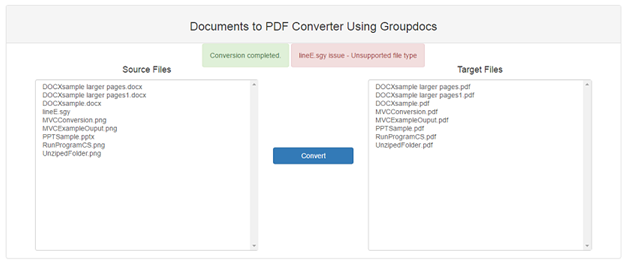 Documents to PDF Converter Using Groupdocs
Conversion completed.
lineE.sgy issue - Unsupported file type
Source Files
DOCXsample larger pages.docx
DOCXsample larger pages1.docx
DOCXsample.docx
lineE.sgy
MVCConversion.png
MVCExampleOuput.png
PPTSample.pptx
RunProgramCS.png
UnzipedFolder.png
Convert
Target Files
DOCXsample larger pages.pdf
DOCXsample larger pages1.pdf
DOCXsample.pdf
MVCConversion.pdf
MVCExampleOuput.pdf
PPTSample.pdf
RunProgramCS.pdf
UnzipedFolder.pdf